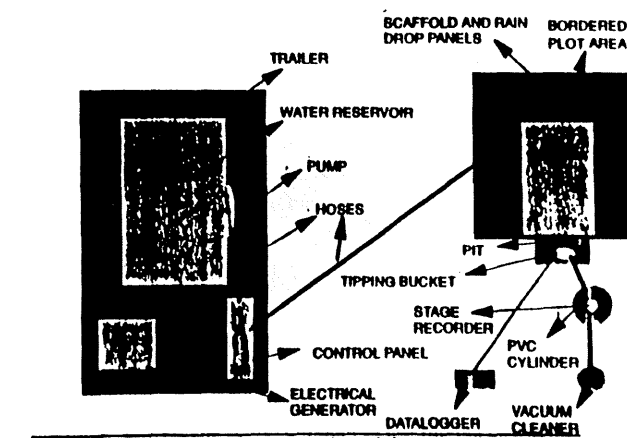 SCAFFOLD AND RAIN
DROP PANELS
BORDERED
PLOT AREA
TRAILER
WATER RESERVOIR
PUMP
HOSES
PIT
TIPPING BUCKET
STAGE
RECORDER
PVC
CYLINDER
CONTROL PANEL
ELECTRICAL
GENERATOR
DATALOGGER
VACUUM
CLEANER